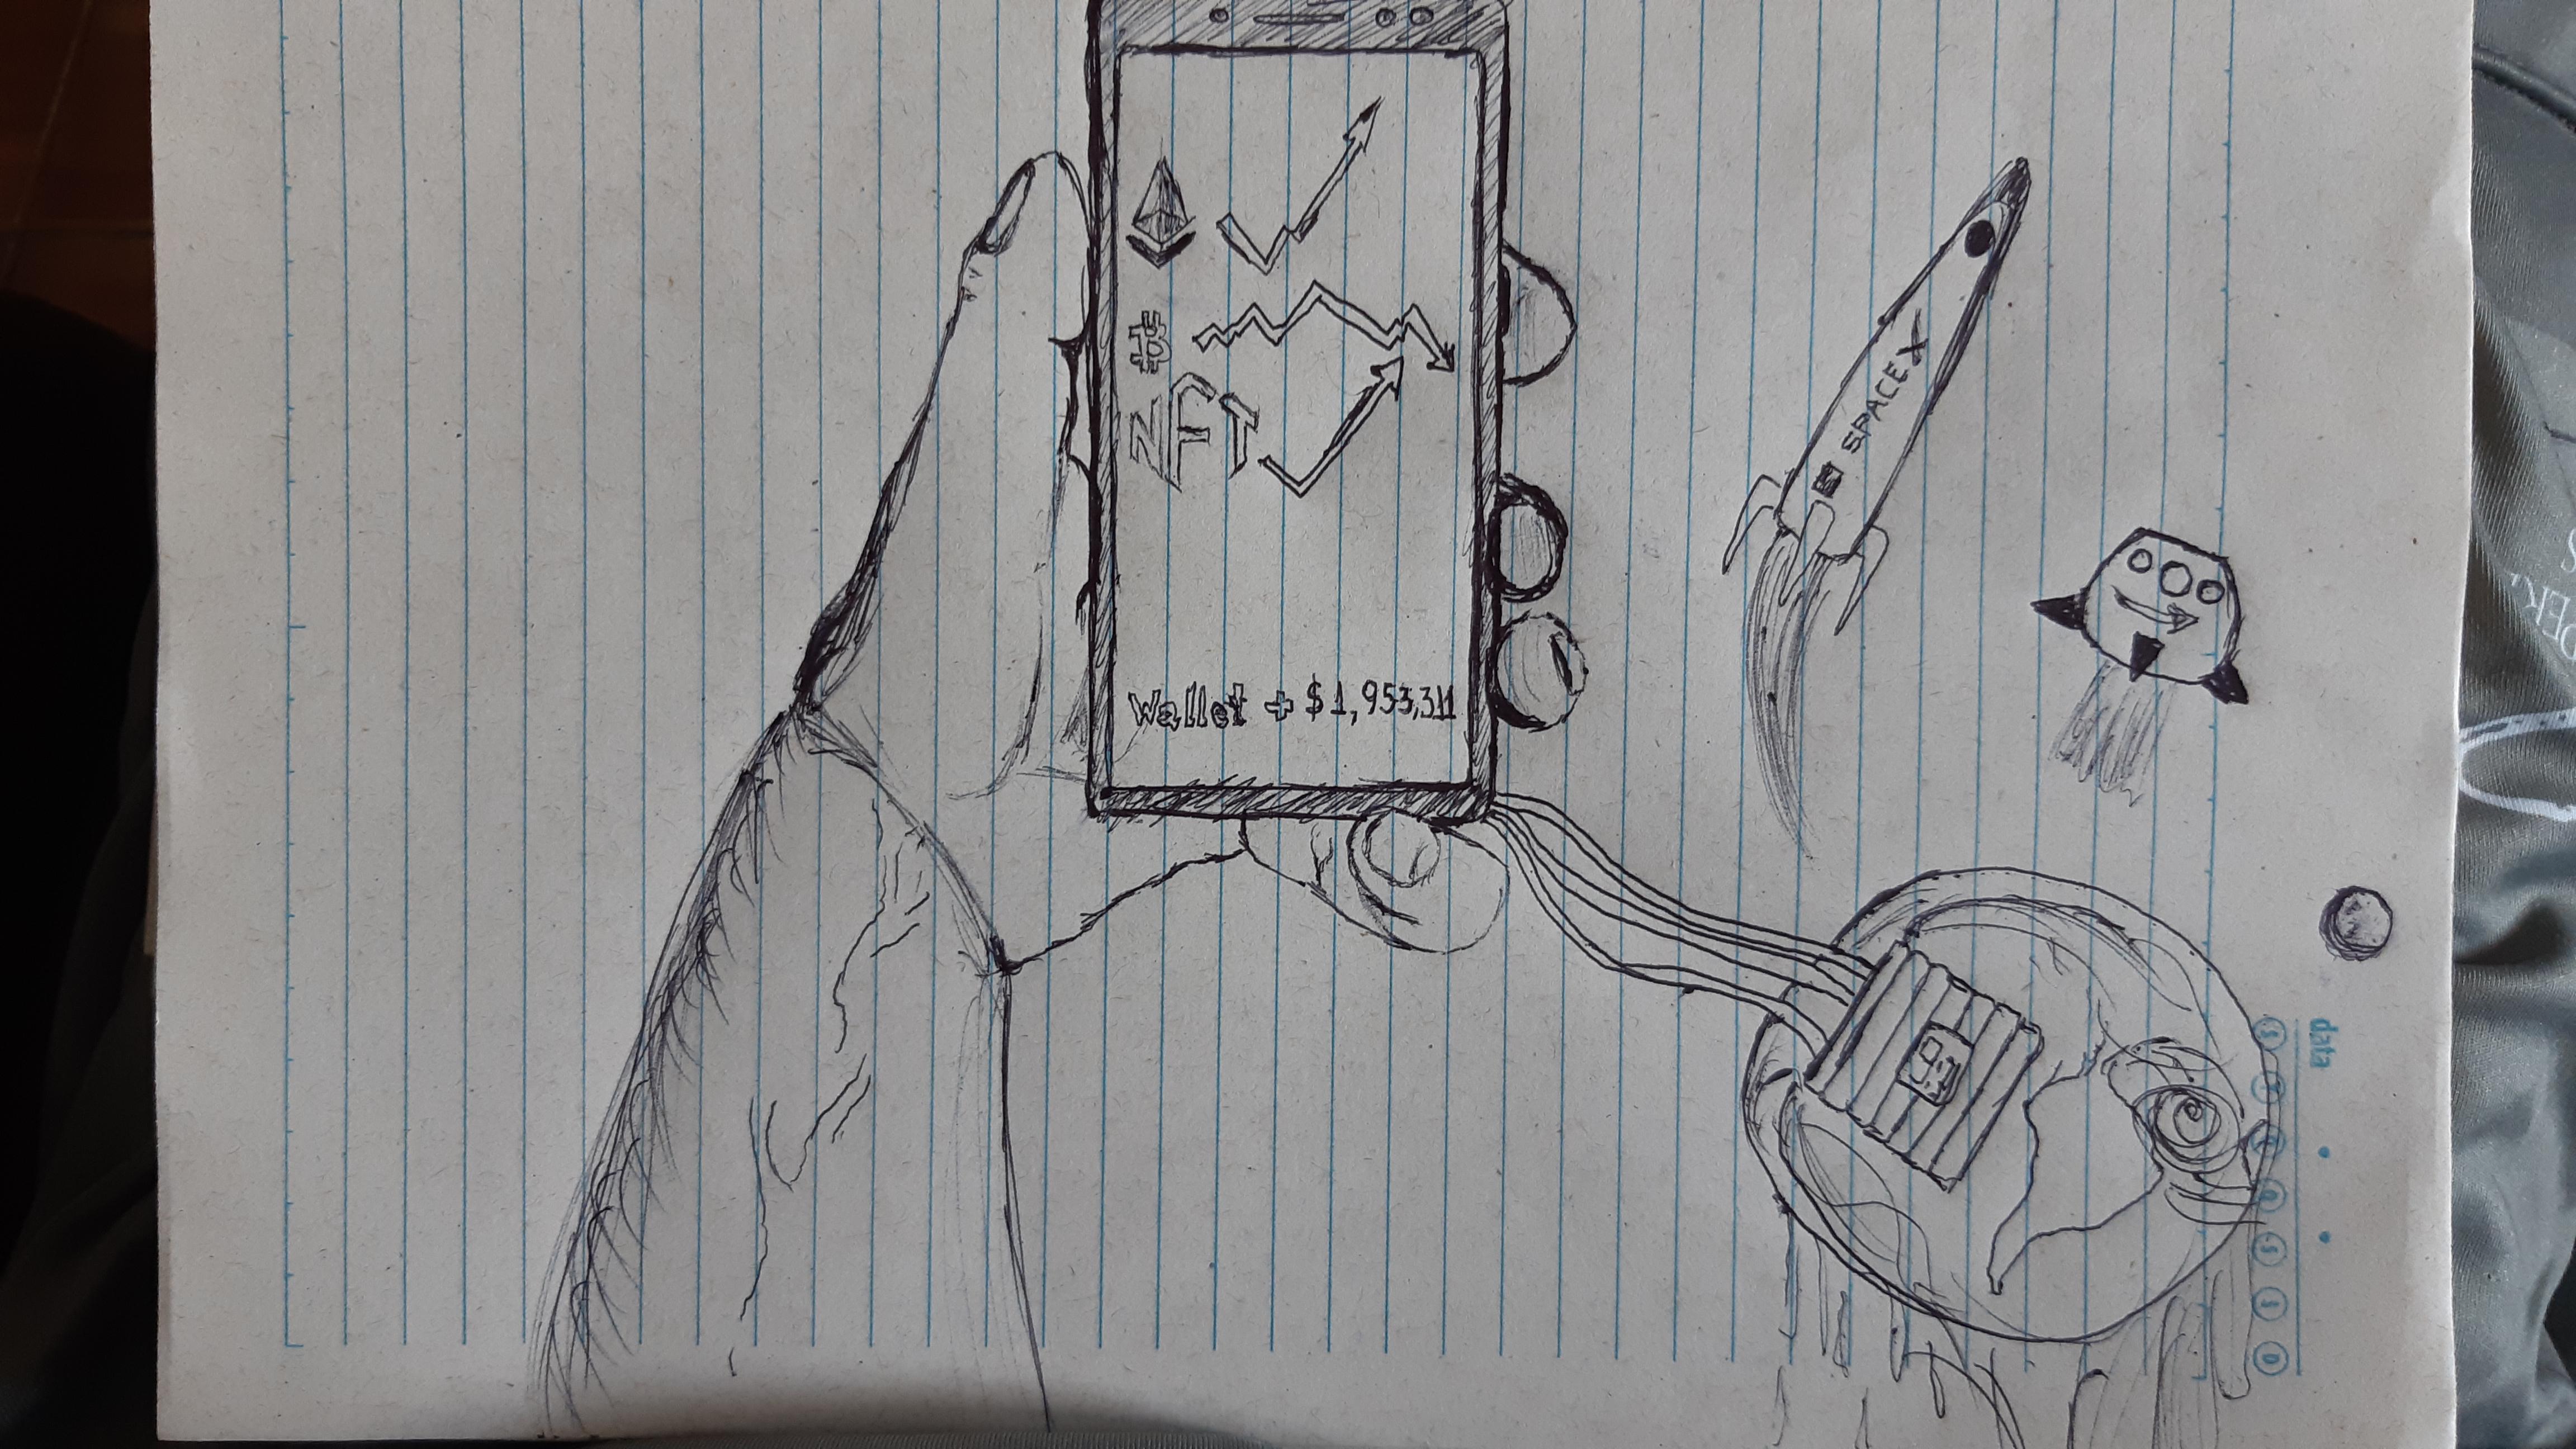 ₿
NFT
Wallet + $1,953,311
SPACEX
data
S T Q Q S S D